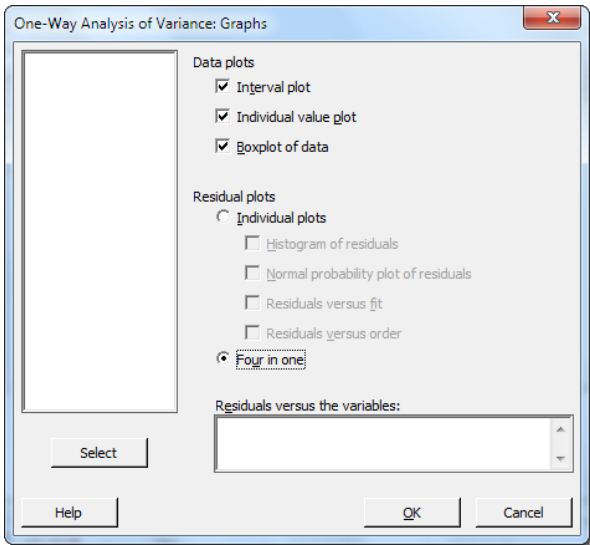 One-Way Analysis of Variance: Graphs
Data plots
Interval plot
Individual value plot
Boxplot of data
Residual plots
Individual plots
Histogram of residuals
Normal probability plot of residuals
Residuals versus fit
Residuals versus order
Four in one
Residuals versus the variables:
Select
Help
OK
Cancel